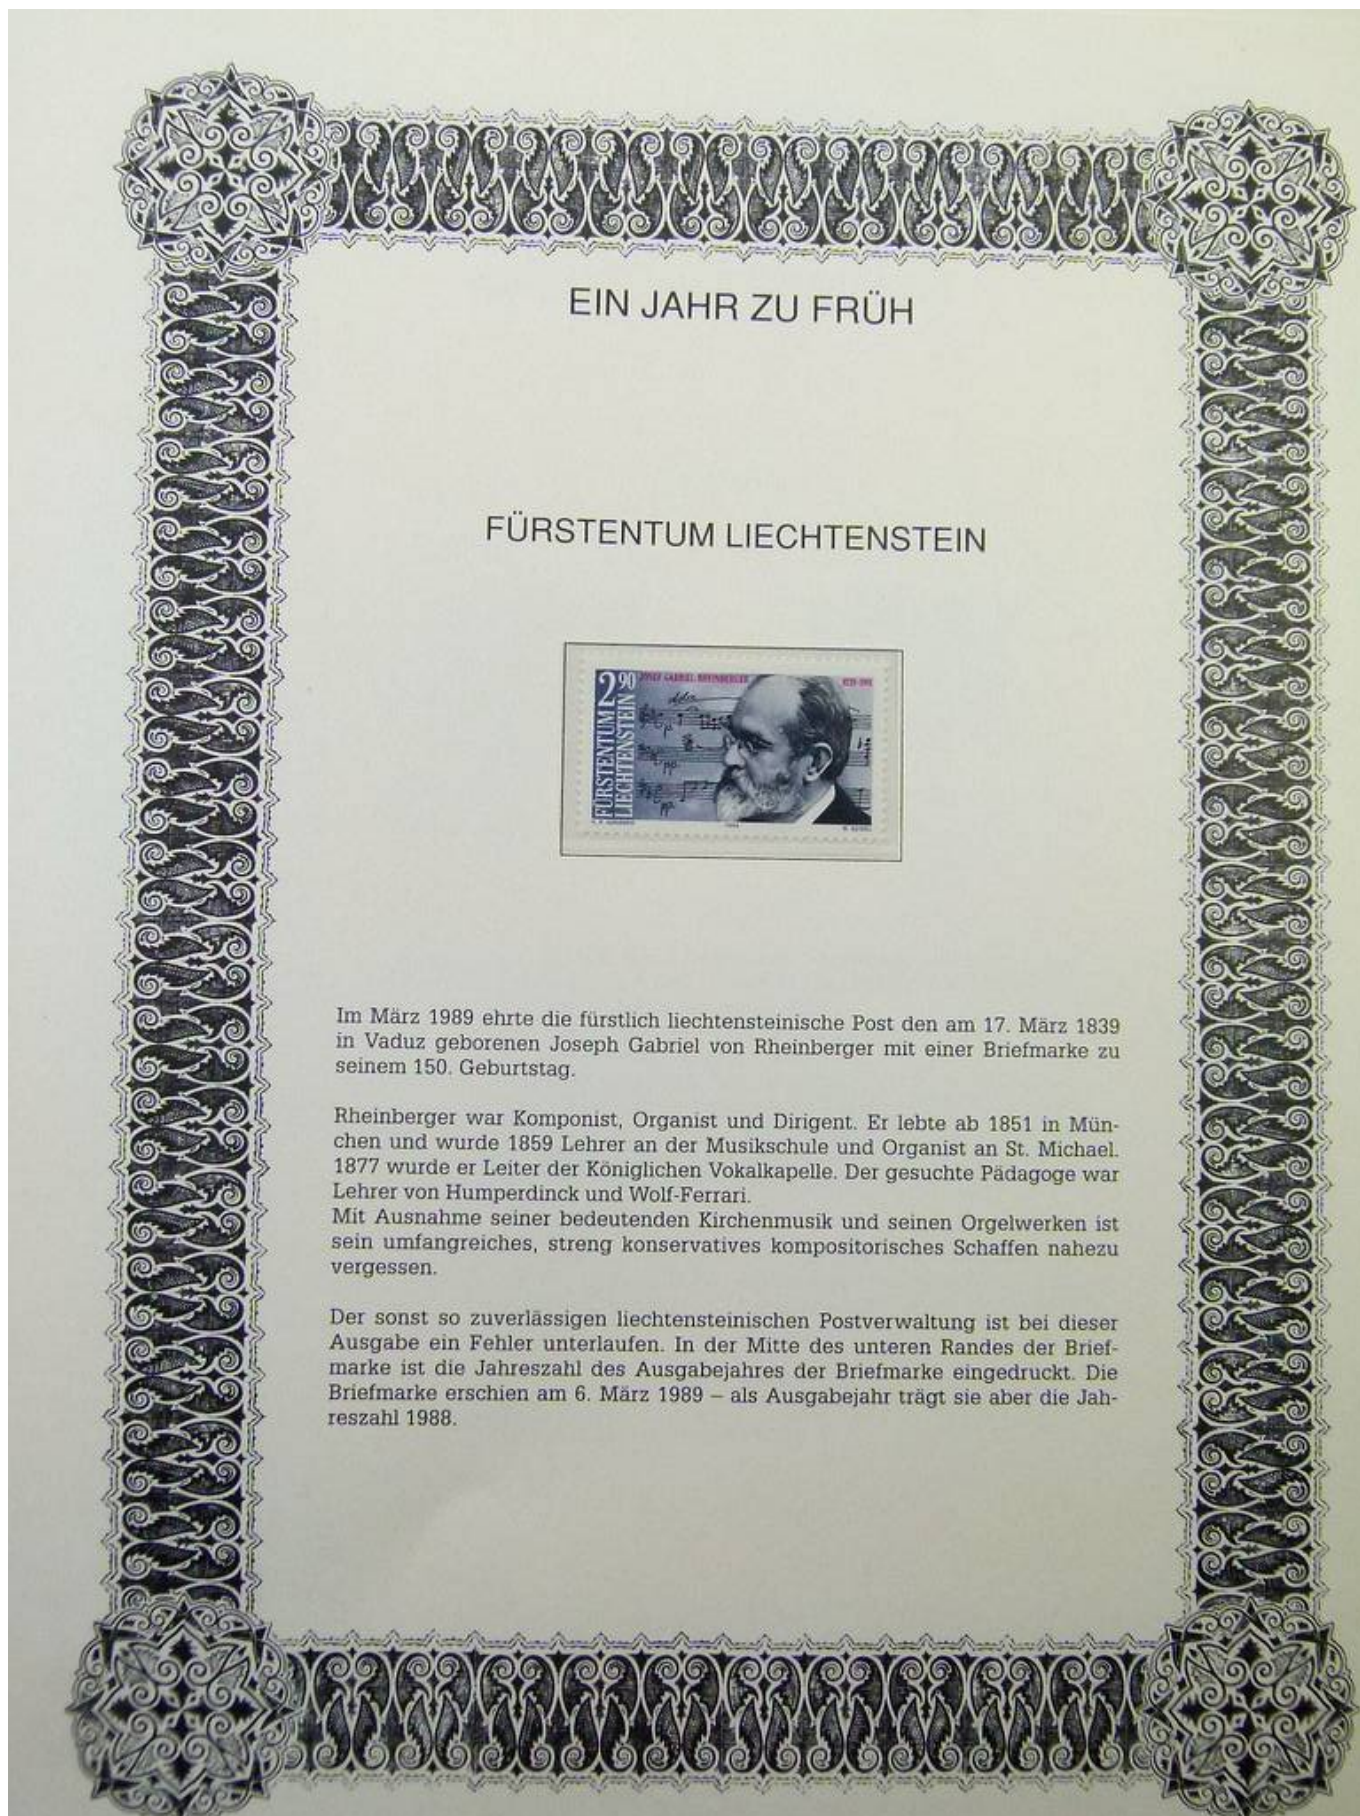 EIN JAHR ZU FRÜH
FÜRSTENTUM LIECHTENSTEIN
2 90
JOSEF GABRIEL RHEINBERGER
FÜRSTENTUM
LIECHTENSTEIN
pp
pp
Im März 1989 ehrte die fürstlich liechtensteinische Post den am 17. März 1839
in Vaduz geborenen Joseph Gabriel von Rheinberger mit einer Briefmarke zu
seinem 150. Geburtstag.
Rheinberger war Komponist, Organist und Dirigent. Er lebte ab 1851 in Mün-
chen und wurde 1859 Lehrer an der Musikschule und Organist an St. Michael.
1877 wurde er Leiter der Königlichen Vokalkapelle. Der gesuchte Pädagoge war
Lehrer von Humperdinck und Wolf-Ferrari.
Mit Ausnahme seiner bedeutenden Kirchenmusik und seinen Orgelwerken ist
sein umfangreiches, streng konservatives kompositorisches Schaffen nahezu
vergessen.
Der sonst so zuverlässigen liechtensteinischen Postverwaltung ist bei dieser
Ausgabe ein Fehler unterlaufen. In der Mitte des unteren Randes der Brief-
marke ist die Jahreszahl des Ausgabejahres der Briefmarke eingedruckt. Die
Briefmarke erschien am 6. März 1989 – als Ausgabejahr trägt sie aber die Jah-
reszahl 1988.